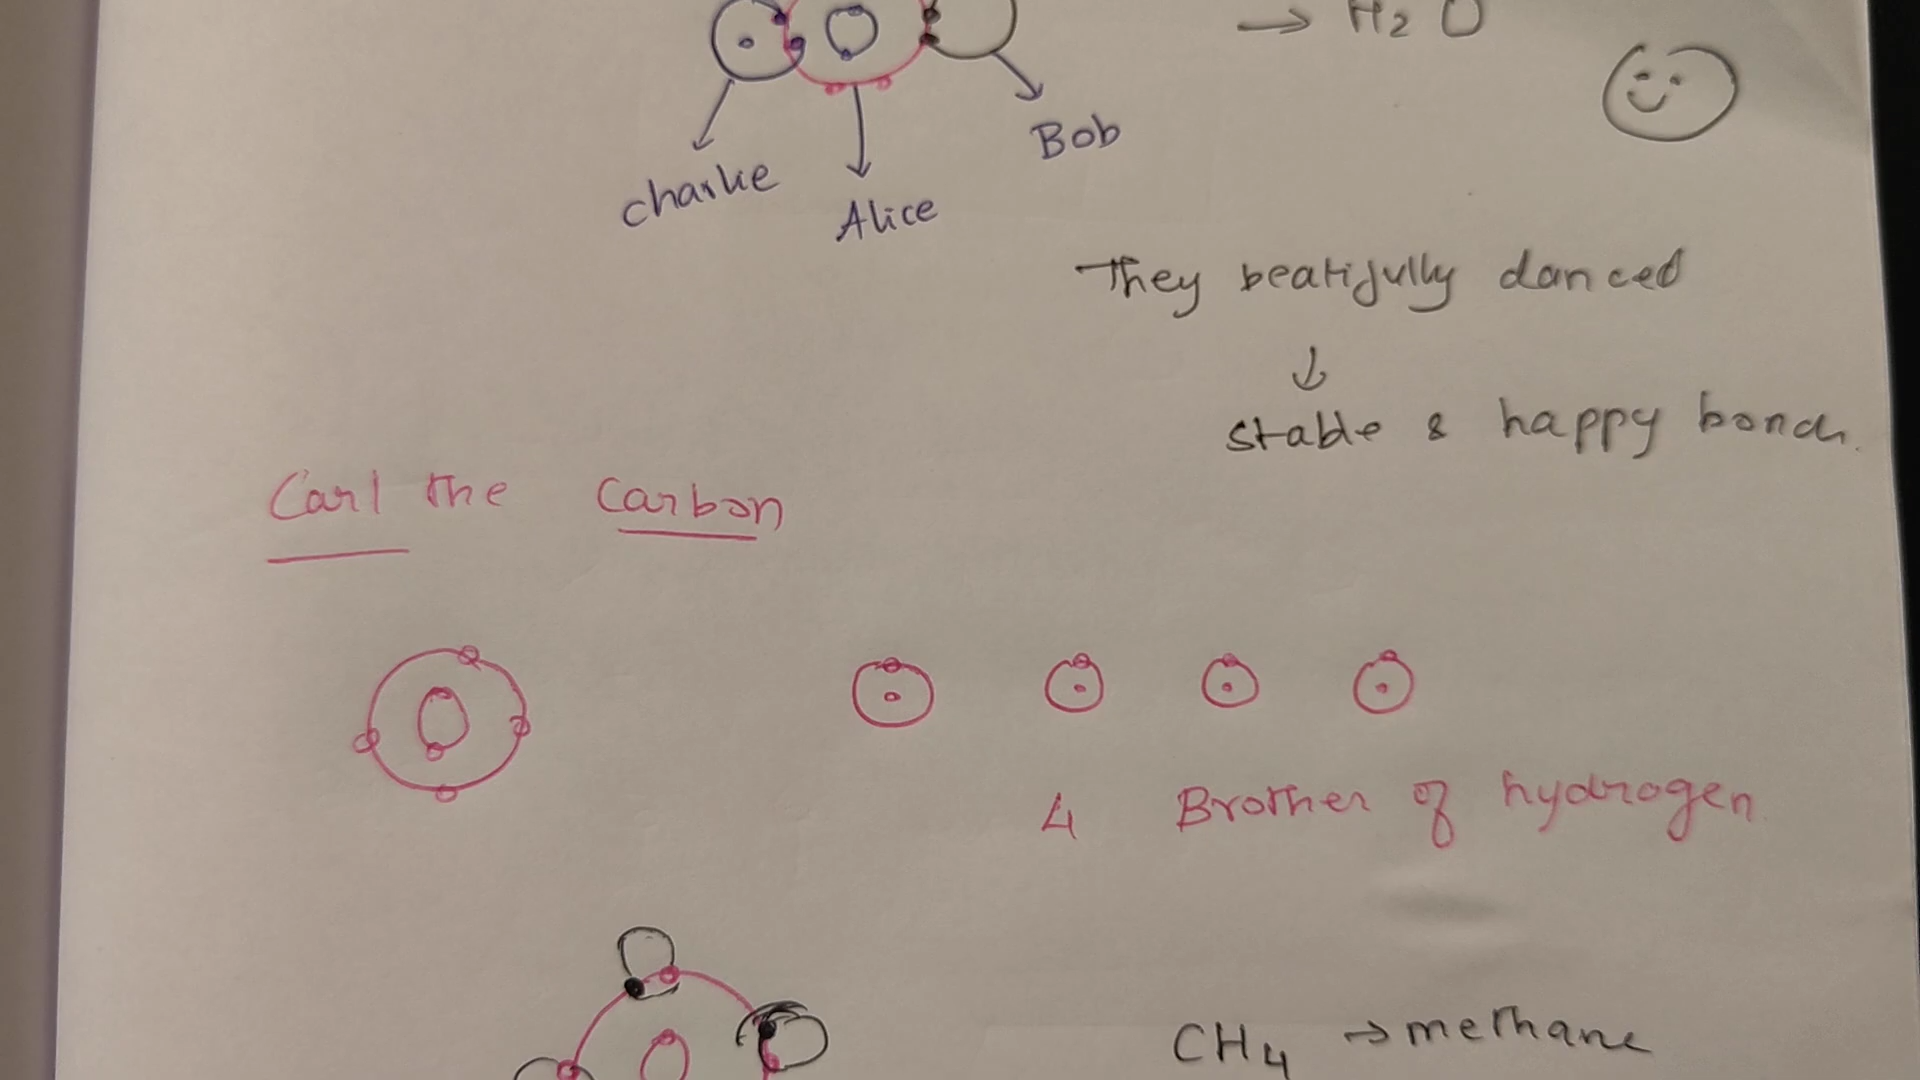 → H2O
Bob
charlie
Alice
They beatifully danced
↓
stable & happy bond.
Carl the Carbon
4 Brother of hydrogen
CH4 → methane